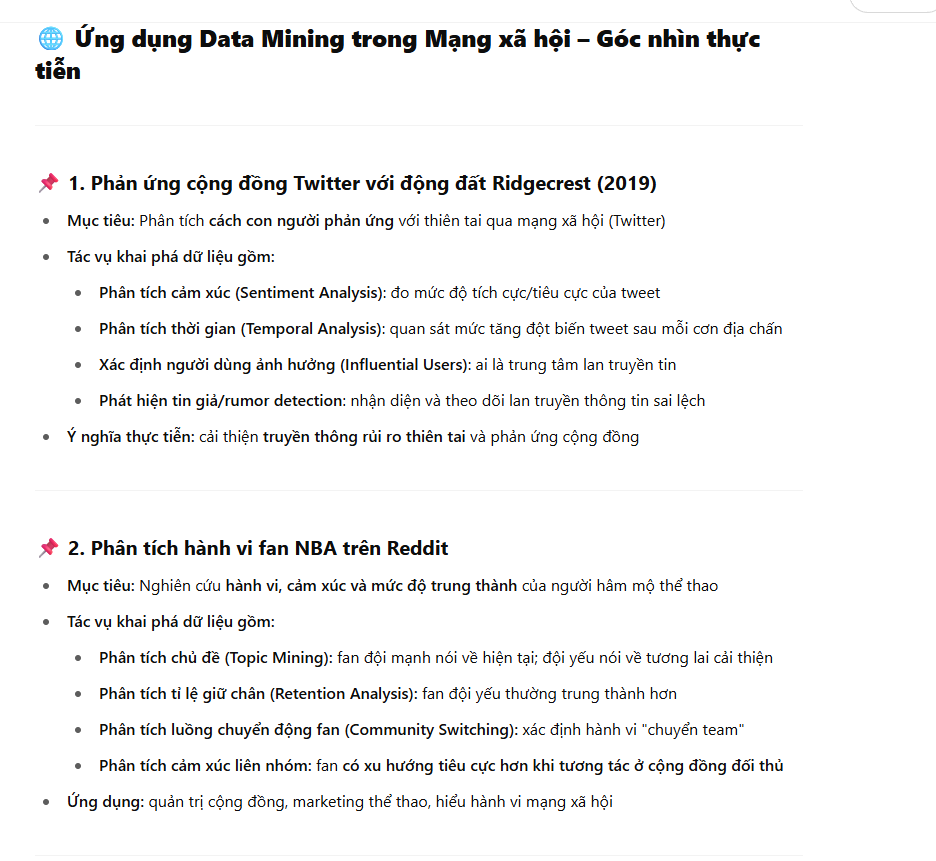 🌐 Ứng dụng Data Mining trong Mạng xã hội – Góc nhìn thực
tiễn
📌 1. Phản ứng cộng đồng Twitter với động đất Ridgecrest (2019)
• Mục tiêu: Phân tích cách con người phản ứng với thiên tai qua mạng xã hội (Twitter)
• Tác vụ khai phá dữ liệu gồm:
• Phân tích cảm xúc (Sentiment Analysis): đo mức độ tích cực/tiêu cực của tweet
• Phân tích thời gian (Temporal Analysis): quan sát mức tăng đột biến tweet sau mỗi cơn địa chấn
• Xác định người dùng ảnh hưởng (Influential Users): ai là trung tâm lan truyền tin
• Phát hiện tin giả/rumor detection: nhận diện và theo dõi lan truyền thông tin sai lệch
• Ý nghĩa thực tiễn: cải thiện truyền thông rủi ro thiên tai và phản ứng cộng đồng
📌 2. Phân tích hành vi fan NBA trên Reddit
• Mục tiêu: Nghiên cứu hành vi, cảm xúc và mức độ trung thành của người hâm mộ thể thao
• Tác vụ khai phá dữ liệu gồm:
• Phân tích chủ đề (Topic Mining): fan đội mạnh nói về hiện tại; đội yếu nói về tương lai cải thiện
• Phân tích tỉ lệ giữ chân (Retention Analysis): fan đội yếu thường trung thành hơn
• Phân tích luồng chuyển động fan (Community Switching): xác định hành vi "chuyển team"
• Phân tích cảm xúc liên nhóm: fan có xu hướng tiêu cực hơn khi tương tác ở cộng đồng đối thủ
• Ứng dụng: quản trị cộng đồng, marketing thể thao, hiểu hành vi mạng xã hội